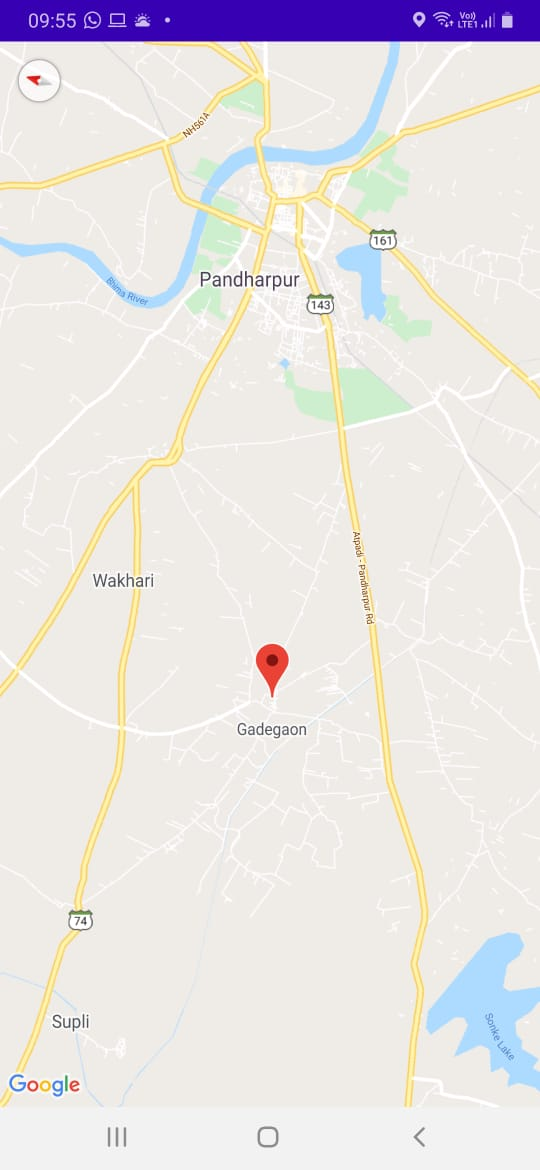 09:55
Vo))
LTE1
NH561A
161
Bhima River
Pandharpur
143
Atpadi - Pandharpur Rd
Wakhari
Gadegaon
74
Supli
Sonke Lake
Google